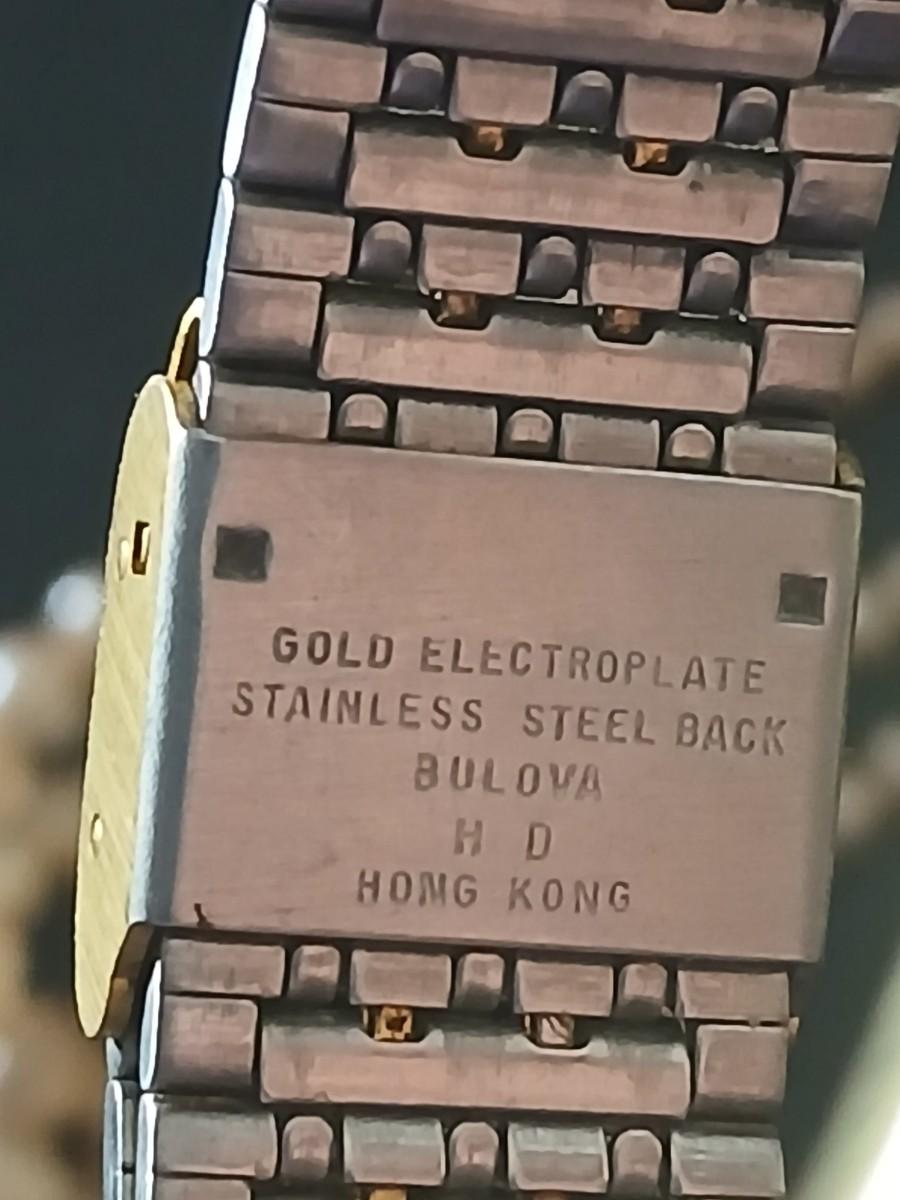 GOLD ELECTROPLATE
STAINLESS STEEL BACK
BULOVA
H D
HONG KONG